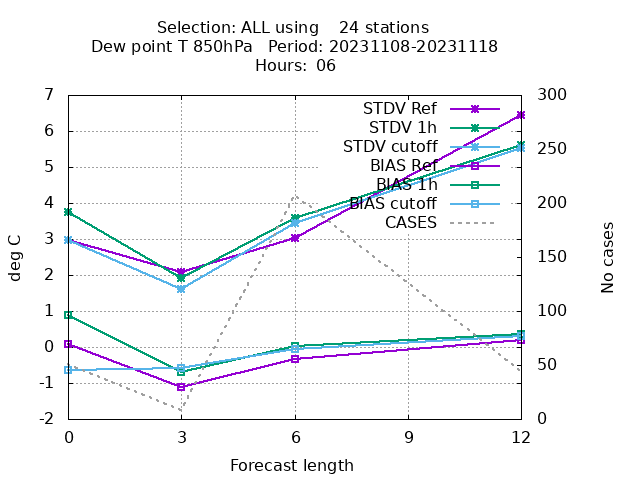 Selection: ALL using    24 stations
Dew point T 850hPa   Period: 20231108-20231118
Hours: 06
STDV Ref
STDV 1h
STDV cutoff
BIAS Ref
BIAS 1h
BIAS cutoff
CASES
7
6
5
4
3
2
1
0
-1
-2
deg C
300
250
200
150
100
50
0
No cases
0 3 6 9 12
Forecast length